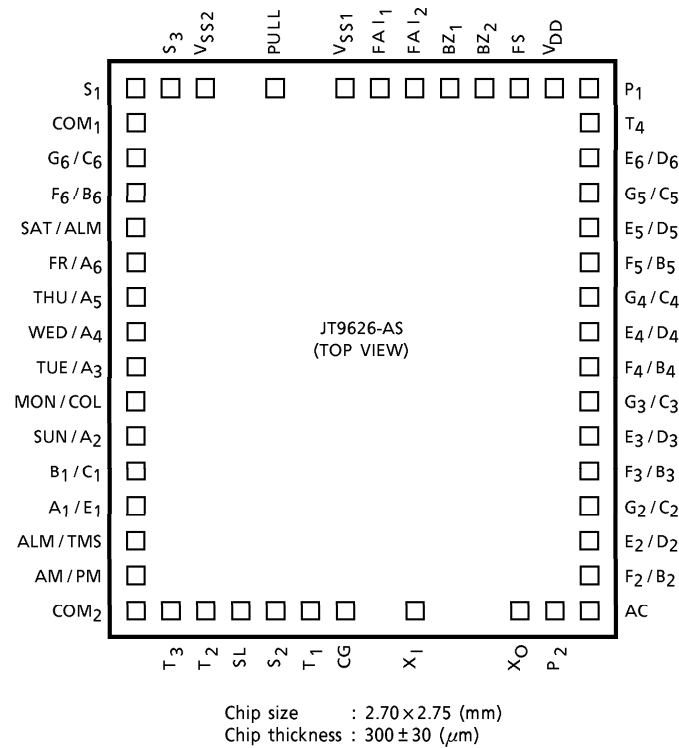 S3 VSS2 PULL VSS1 FAI1 FAI2 BZ1 BZ2 FS VDD
S1 P1
COM1 T4
G6/C6 E6/D6
F6/B6 G5/C5
SAT/ALM E5/D5
FR/A6 F5/B5
THU/A5 G4/C4
WED/A4 E4/D4
TUE/A3 F4/B4
MON/COL G3/C3
SUN/A2 E3/D3
B1/C1 F3/B3
A1/E1 G2/C2
ALM/TMS E2/D2
AM/PM F2/B2
COM2 AC
JT9626-AS
(TOP VIEW)
T3 T2 SL S2 T1 CG XI XO P2
Chip size : 2.70×2.75 (mm)
Chip thickness : 300±30 (μm)